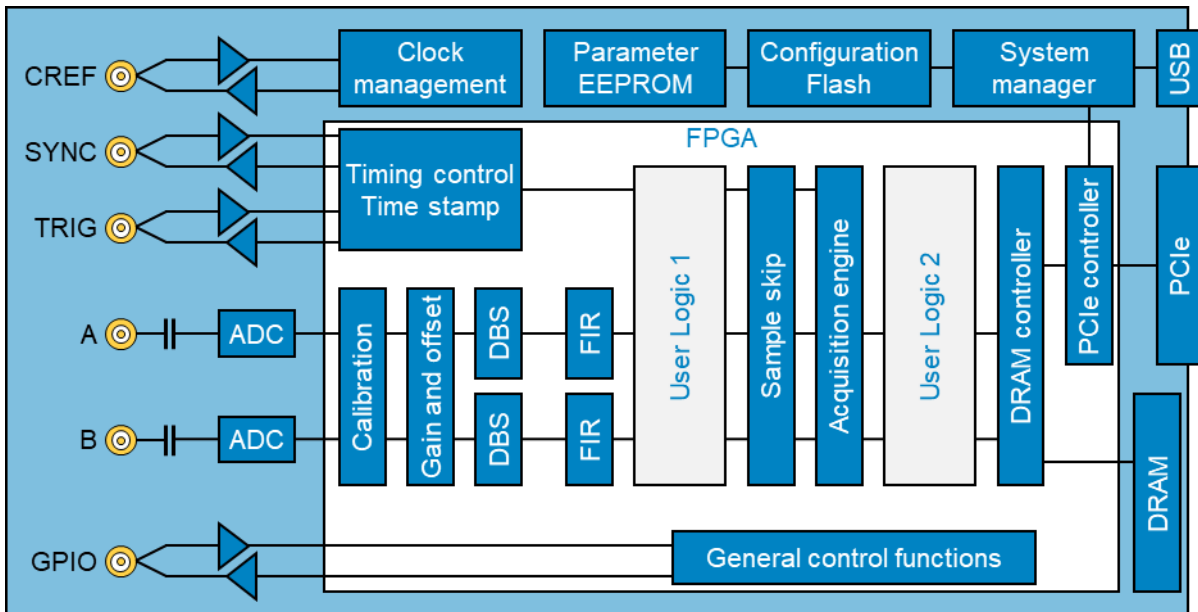 CREF
Clock
management
Parameter
EEPROM
Configuration
Flash
System
manager
USB
SYNC
FPGA
Timing control
Time stamp
TRIG
A
ADC
Calibration
Gain and offset
DBS
FIR
User Logic 1
Sample skip
Acquisition engine
User Logic 2
DRAM controller
PCIe controller
PCIe
B
ADC
DBS
FIR
DRAM
GPIO
General control functions